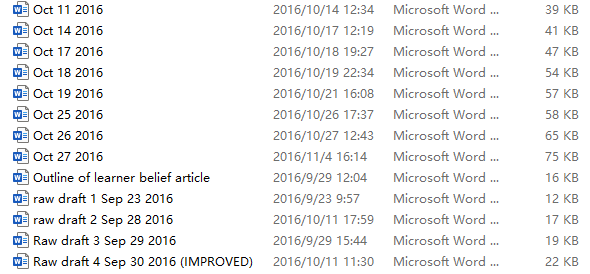 Oct 11 2016 2016/10/14 12:34 Microsoft Word ... 39 KB
Oct 14 2016 2016/10/17 12:19 Microsoft Word ... 41 KB
Oct 17 2016 2016/10/18 19:27 Microsoft Word ... 47 KB
Oct 18 2016 2016/10/19 22:34 Microsoft Word ... 54 KB
Oct 19 2016 2016/10/21 16:08 Microsoft Word ... 57 KB
Oct 25 2016 2016/10/26 17:37 Microsoft Word ... 58 KB
Oct 26 2016 2016/10/27 12:43 Microsoft Word ... 65 KB
Oct 27 2016 2016/11/4 16:14 Microsoft Word ... 75 KB
Outline of learner belief article 2016/9/29 12:04 Microsoft Word ... 16 KB
raw draft 1 Sep 23 2016 2016/9/23 9:57 Microsoft Word ... 12 KB
raw draft 2 Sep 28 2016 2016/10/11 17:59 Microsoft Word ... 17 KB
Raw draft 3 Sep 29 2016 2016/9/29 15:44 Microsoft Word ... 19 KB
Raw draft 4 Sep 30 2016 (IMPROVED) 2016/10/11 11:30 Microsoft Word ... 22 KB